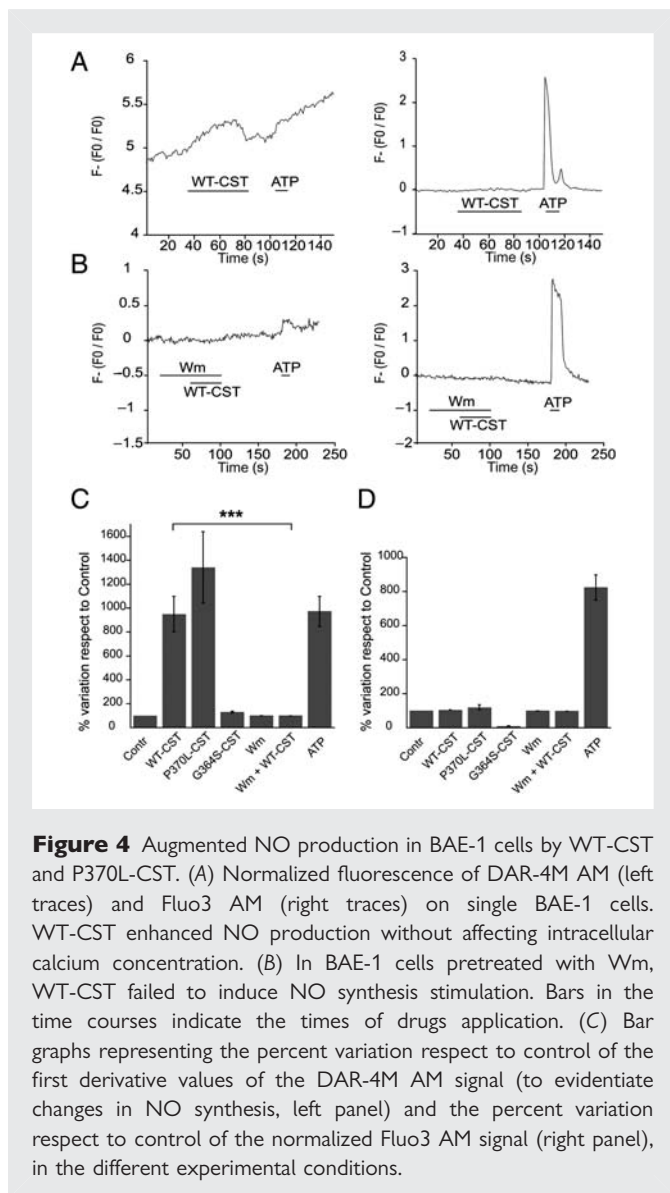 A
6
5.5
5
4.5
4
F- (F0 / F0)
WT-CST
ATP
20 40 60 80 100 120 140
Time (s)
3
2
1
0
−1
F- (F0 / F0)
WT-CST
ATP
20 40 60 80 100 120 140
Time (s)
B
1
0.5
0
−0.5
−1
−1.5
F- (F0 / F0)
Wm
WT-CST
ATP
50 100 150 200 250
Time (s)
3
2
1
0
−1
−2
F- (F0 / F0)
Wm
WT-CST
ATP
50 100 150 200 250
Time (s)
C
***
1600
1400
1200
1000
800
600
400
200
0
% variation respect to Control
Contr
WT-CST
P370L-CST
G364S-CST
Wm
Wm + WT-CST
ATP
D
1000
800
600
400
200
0
% variation respect to Control
Contr
WT-CST
P370L-CST
G364S-CST
Wm
Wm + WT-CST
ATP
Figure 4 Augmented NO production in BAE-1 cells by WT-CST
and P370L-CST. (A) Normalized fluorescence of DAR-4M AM (left
traces) and Fluo3 AM (right traces) on single BAE-1 cells.
WT-CST enhanced NO production without affecting intracellular
calcium concentration. (B) In BAE-1 cells pretreated with Wm,
WT-CST failed to induce NO synthesis stimulation. Bars in the
time courses indicate the times of drugs application. (C) Bar
graphs representing the percent variation respect to control of the
first derivative values of the DAR-4M AM signal (to evidentiate
changes in NO synthesis, left panel) and the percent variation
respect to control of the normalized Fluo3 AM signal (right panel),
in the different experimental conditions.